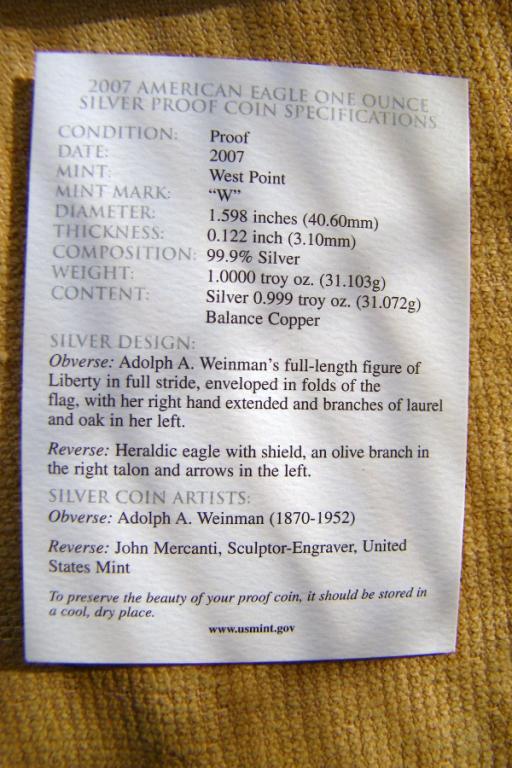 2007 AMERICAN EAGLE ONE OUNCE
SILVER PROOF COIN SPECIFICATIONS
CONDITION: Proof
DATE: 2007
MINT: West Point
MINT MARK: “W”
DIAMETER: 1.598 inches (40.60mm)
THICKNESS: 0.122 inch (3.10mm)
COMPOSITION: 99.9% Silver
WEIGHT: 1.0000 troy oz. (31.103g)
CONTENT: Silver 0.999 troy oz. (31.072g)
Balance Copper
SILVER DESIGN:
Obverse: Adolph A. Weinman’s full-length figure of
Liberty in full stride, enveloped in folds of the
flag, with her right hand extended and branches of laurel
and oak in her left.
Reverse: Heraldic eagle with shield, an olive branch in
the right talon and arrows in the left.
SILVER COIN ARTISTS:
Obverse: Adolph A. Weinman (1870-1952)
Reverse: John Mercanti, Sculptor-Engraver, United
States Mint
To preserve the beauty of your proof coin, it should be stored in
a cool, dry place.
www.usmint.gov